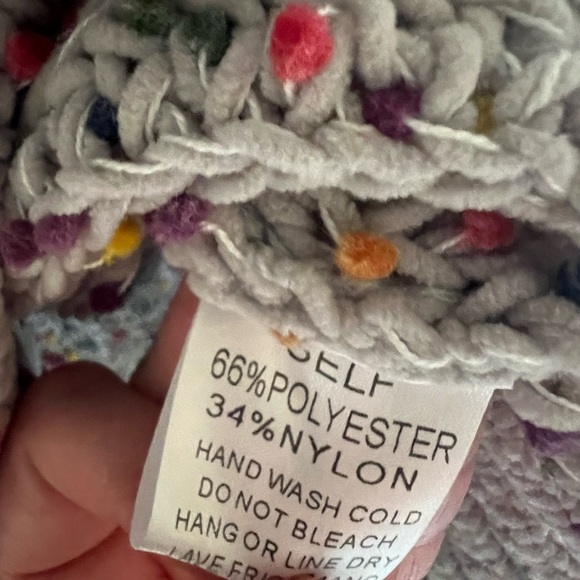 SELF
66%POLYESTER
34%NYLON
HAND WASH COLD
DO NOT BLEACH
HANG OR LINE DRY